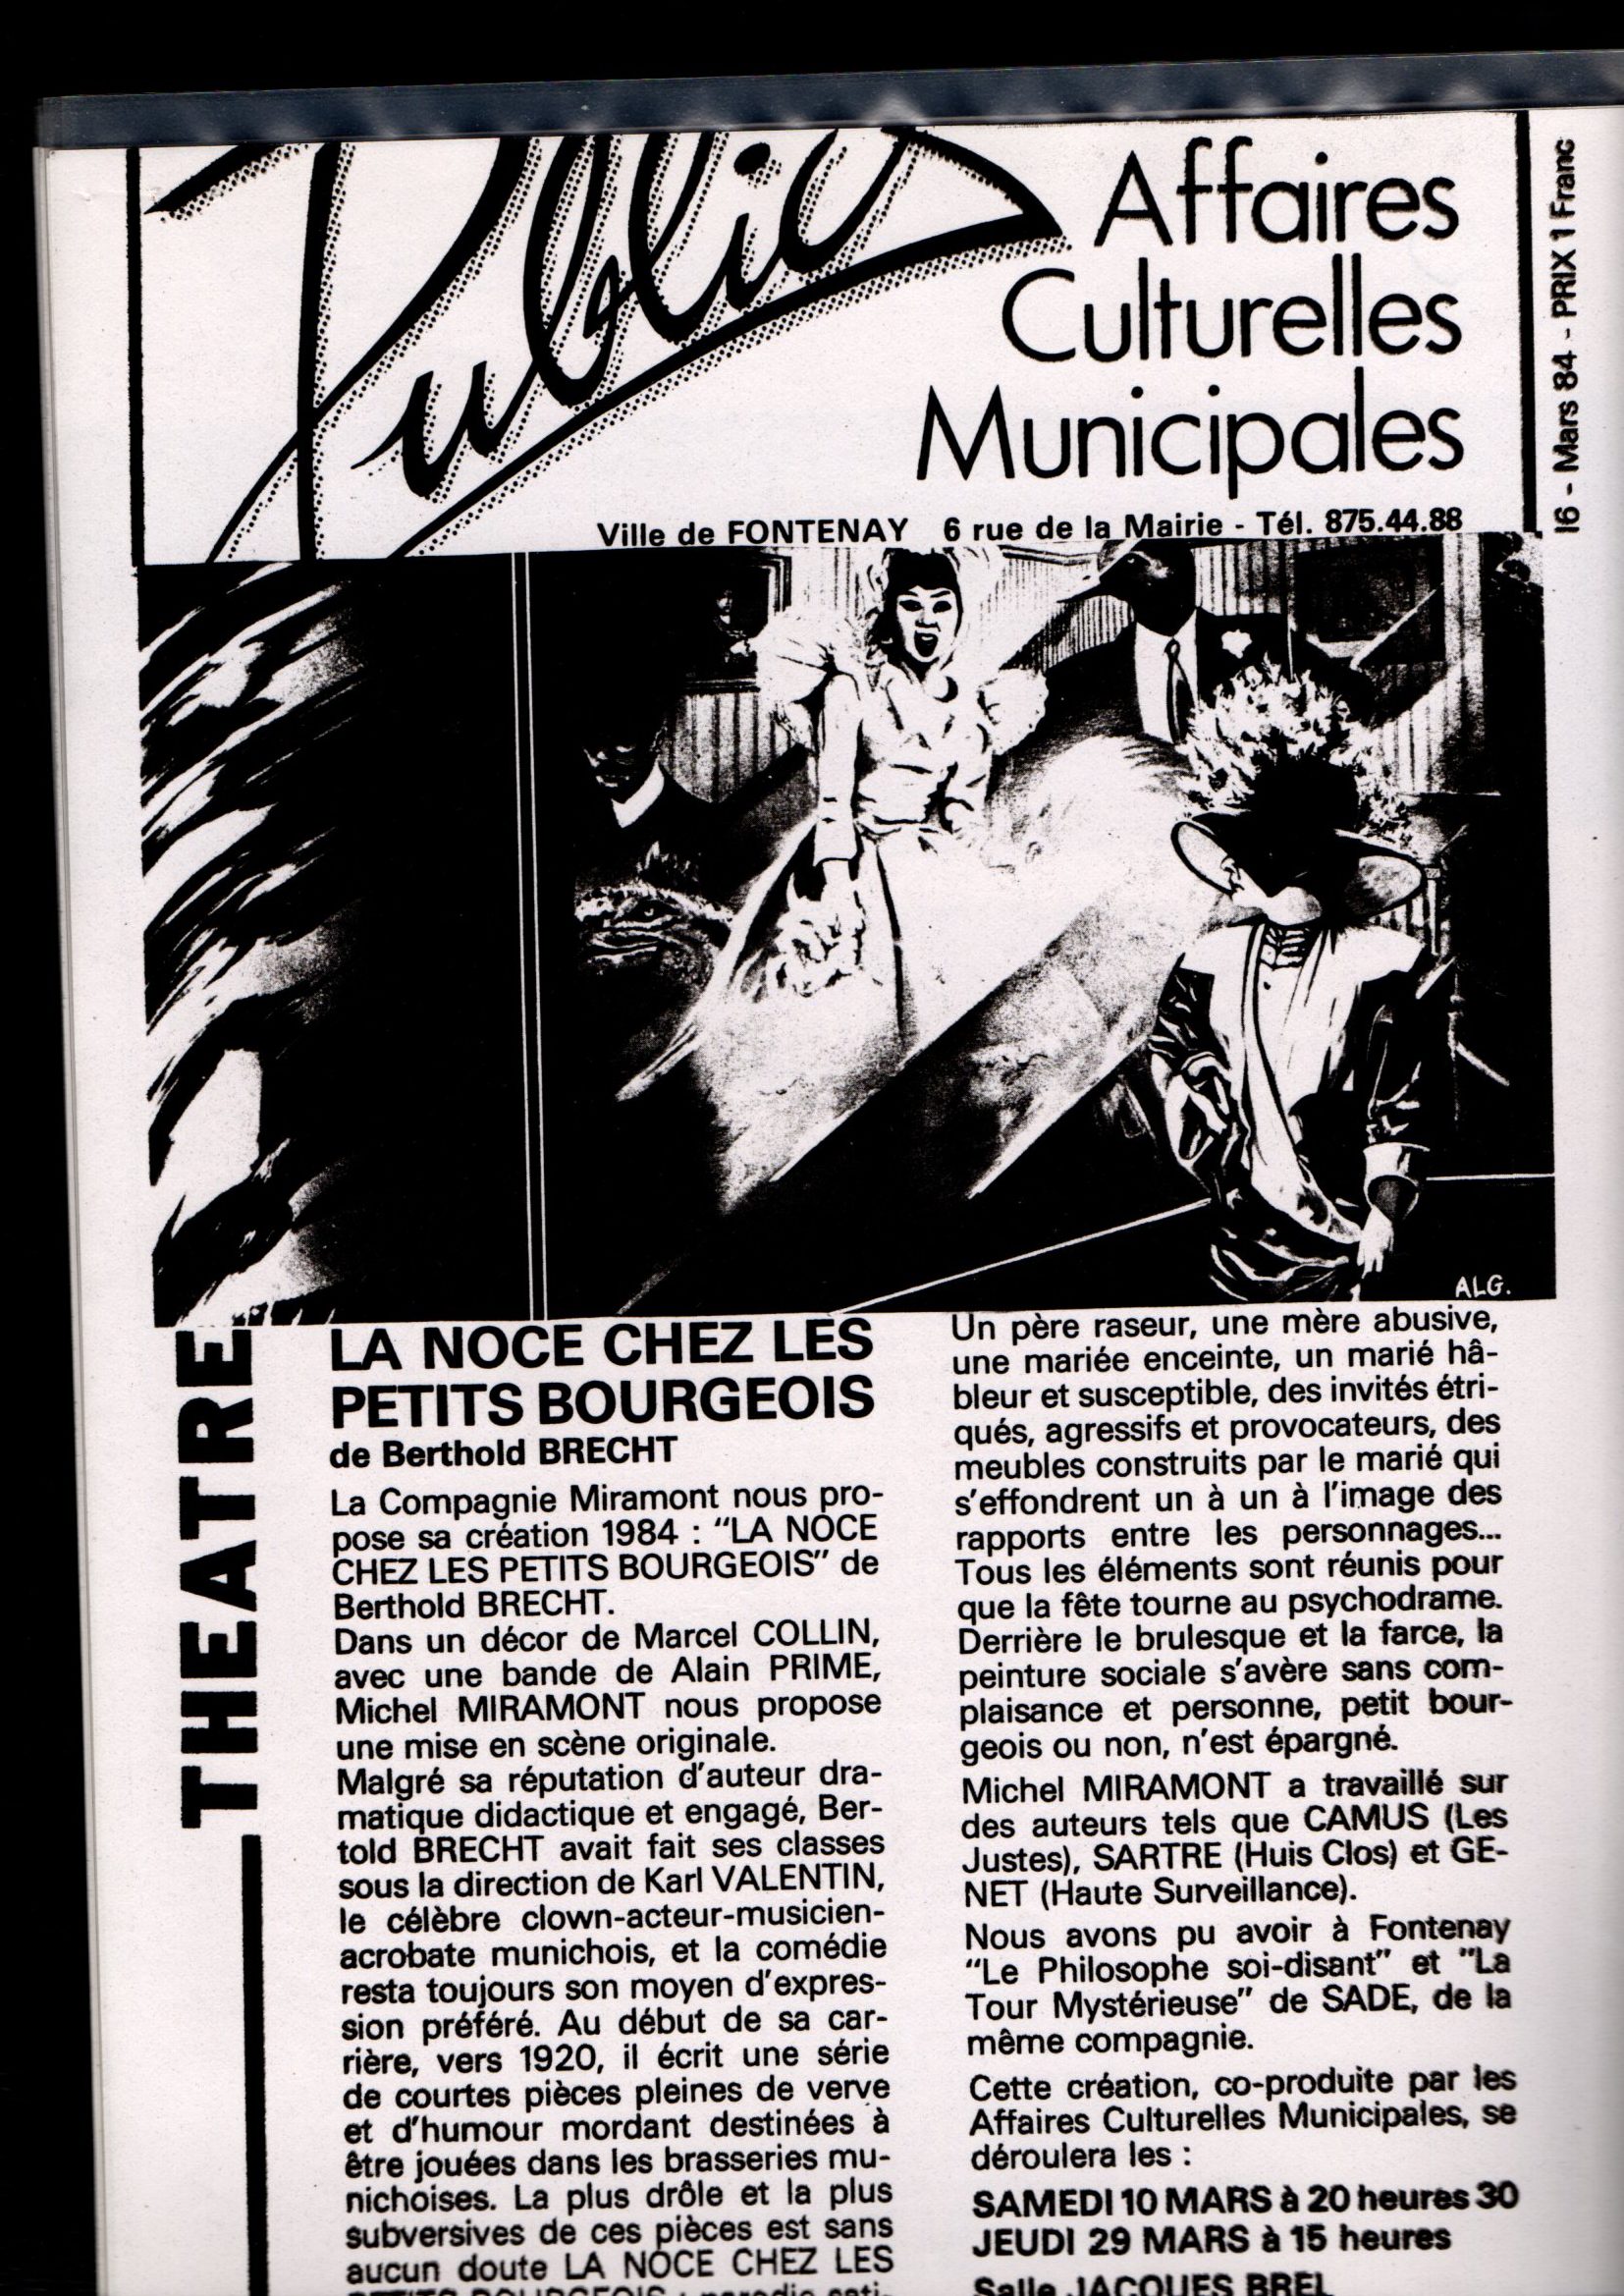 Public
Affaires
Culturelles
Municipales
16 - Mars 84 - PRIX 1 Franc
Ville de FONTENAY 6 rue de la Mairie - Tél. 875.44.88
ALG.
THEATRE
LA NOCE CHEZ LES
PETITS BOURGEOIS
de Berthold BRECHT
La Compagnie Miramont nous pro-
pose sa création 1984 : "LA NOCE
CHEZ LES PETITS BOURGEOIS" de
Berthold BRECHT.
Dans un décor de Marcel COLLIN,
avec une bande de Alain PRIME,
Michel MIRAMONT nous propose
une mise en scène originale.
Malgré sa réputation d'auteur dra-
matique didactique et engagé, Ber-
told BRECHT avait fait ses classes
sous la direction de Karl VALENTIN,
le célèbre clown-acteur-musicien-
acrobate munichois, et la comédie
resta toujours son moyen d'expres-
sion préféré. Au début de sa car-
rière, vers 1920, il écrit une série
de courtes pièces pleines de verve
et d'humour mordant destinées à
être jouées dans les brasseries mu-
nichoises. La plus drôle et la plus
subversives de ces pièces est sans
aucun doute LA NOCE CHEZ LES
PETITS BOURGEOIS : parodie sati-
Un père raseur, une mère abusive,
une mariée enceinte, un marié hâ-
bleur et susceptible, des invités étri-
qués, agressifs et provocateurs, des
meubles construits par le marié qui
s'effondrent un à un à l'image des
rapports entre les personnages...
Tous les éléments sont réunis pour
que la fête tourne au psychodrame.
Derrière le brulesque et la farce, la
peinture sociale s'avère sans com-
plaisance et personne, petit bour-
geois ou non, n'est épargné.
Michel MIRAMONT a travaillé sur
des auteurs tels que CAMUS (Les
Justes), SARTRE (Huis Clos) et GE-
NET (Haute Surveillance).
Nous avons pu avoir à Fontenay
"Le Philosophe soi-disant" et "La
Tour Mystérieuse" de SADE, de la
même compagnie.
Cette création, co-produite par les
Affaires Culturelles Municipales, se
déroulera les :
SAMEDI 10 MARS à 20 heures 30
JEUDI 29 MARS à 15 heures
Salle JACQUES BREL